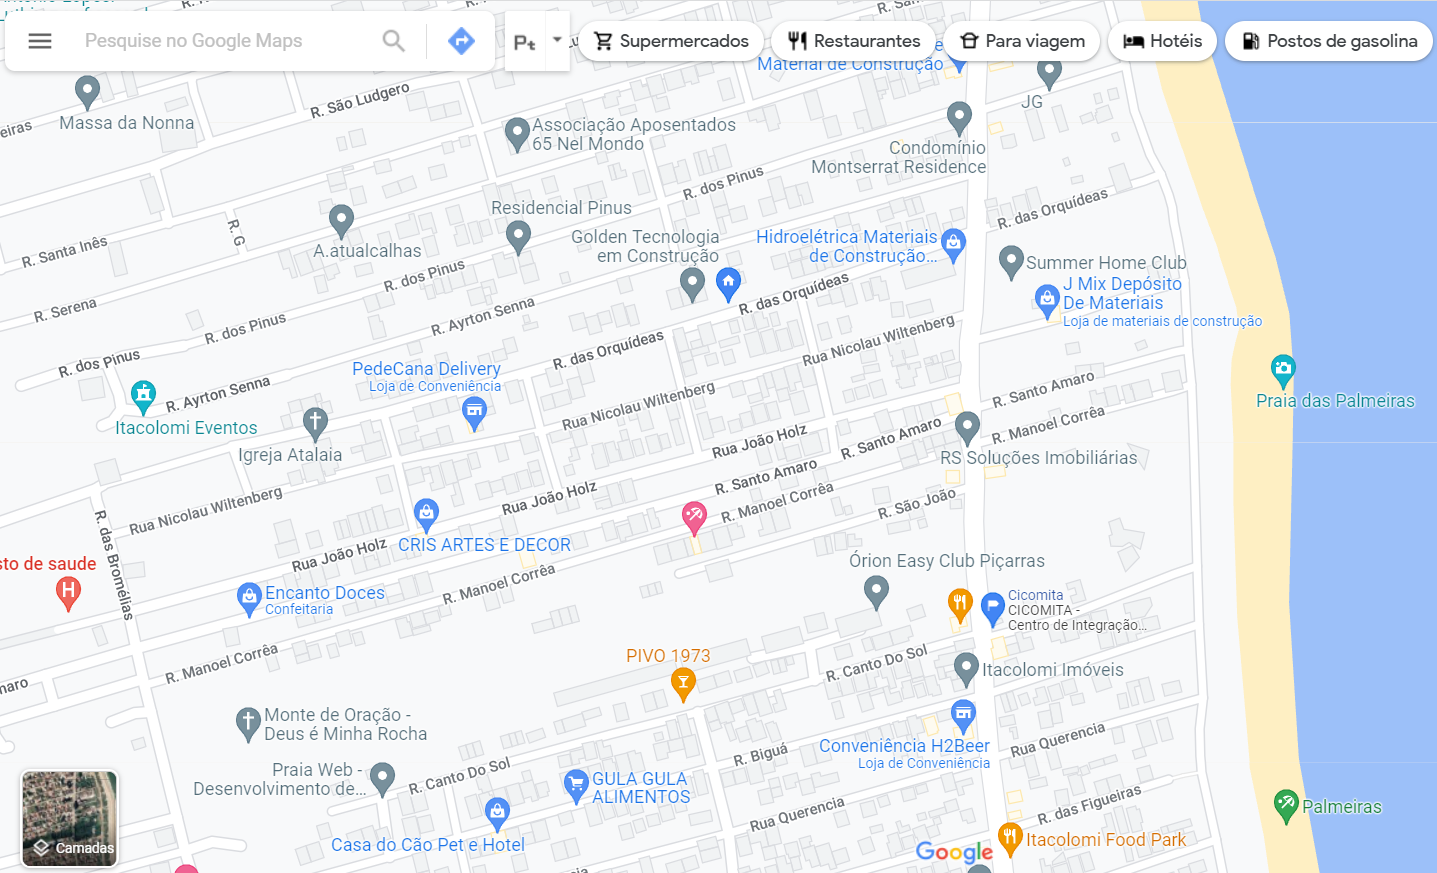 Pesquise no Google Maps
Supermercados
Restaurantes
Para viagem
Hotéis
Postos de gasolina
Material de Construção
JG
R. São Ludgero
Massa da Nonna
Associação Aposentados
65 Nel Mondo
Condomínio
Montserrat Residence
R. dos Pinus
R. das Orquídeas
Residencial Pinus
R. G
A.atualcalhas
Golden Tecnologia
em Construção
Hidroelétrica Materiais
de Construção...
R. Santa Inês
R. dos Pinus
Summer Home Club
J Mix Depósito
De Materiais
Loja de materiais de construção
R. das Orquídeas
R. Serena
R. dos Pinus
R. Ayrton Senna
R. das Orquídeas
Rua Nicolau Wiltenberg
R. dos Pinus
PedeCana Delivery
Loja de Conveniência
R. Ayrton Senna
Rua Nicolau Wiltenberg
R. Santo Amaro
Praia das Palmeiras
Itacolomi Eventos
Igreja Atalaia
Rua João Holz
R. Santo Amaro
R. Manoel Corrêa
RS Soluções Imobiliárias
R. Santo Amaro
Rua Nicolau Wiltenberg
Rua João Holz
R. Manoel Corrêa
R. São João
R. das Bromélias
CRIS ARTES E DECOR
Rua João Holz
sto de saude
H
Órion Easy Club Piçarras
R. Manoel Corrêa
Encanto Doces
Confeitaria
Cicomita
CICOMITA -
Centro de Integração...
R. Manoel Corrêa
PIVO 1973
R. Canto Do Sol
Itacolomi Imóveis
maro
Monte de Oração -
Deus é Minha Rocha
R. Biguá
Conveniência H2Beer
Loja de Conveniência
Rua Querencia
Praia Web -
Desenvolvimento de...
R. Canto Do Sol
GULA GULA
ALIMENTOS
Rua Querencia
R. das Figueiras
Palmeiras
Casa do Cão Pet e Hotel
Itacolomi Food Park
Google
Camadas